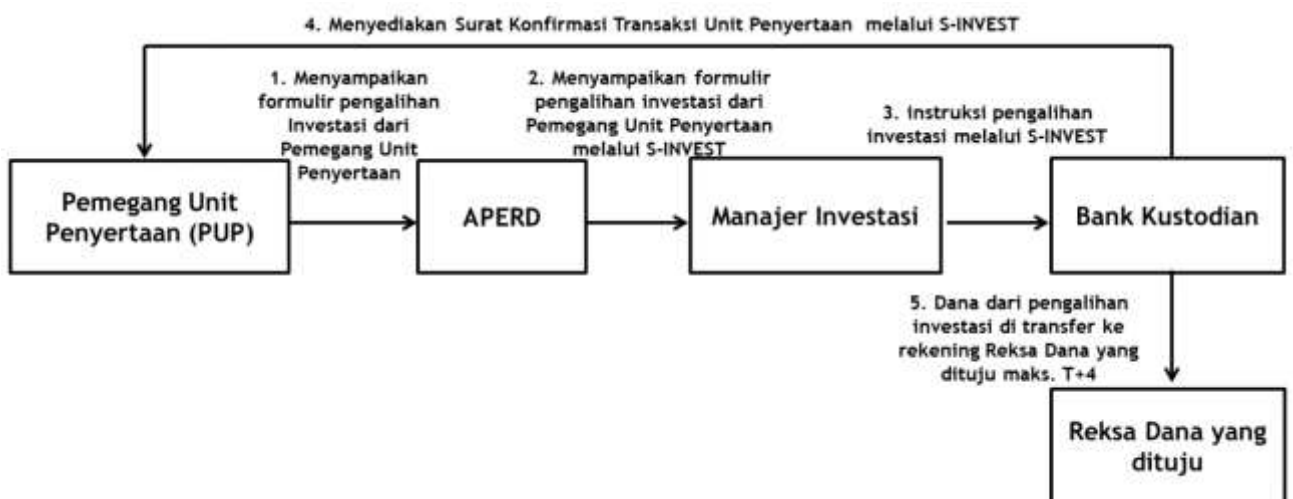 4. Menyediakan Surat Konfirmasi Transaksi Unit Penyertaan melalui S-INVEST
1. Menyampaikan
formulir pengalihan
Investasi dari
Pemegang Unit
Penyertaan
2. Menyampaikan formulir
pengalihan investasi dari
Pemegang Unit Penyertaan
melalui S-INVEST
3. Instruksi pengalihan
investasi melalui S-INVEST
Pemegang Unit
Penyertaan (PUP)
APERD
Manajer Investasi
Bank Kustodian
5. Dana dari pengalihan
investasi di transfer ke
rekening Reksa Dana yang
dituju maks. T+4
Reksa Dana yang
dituju